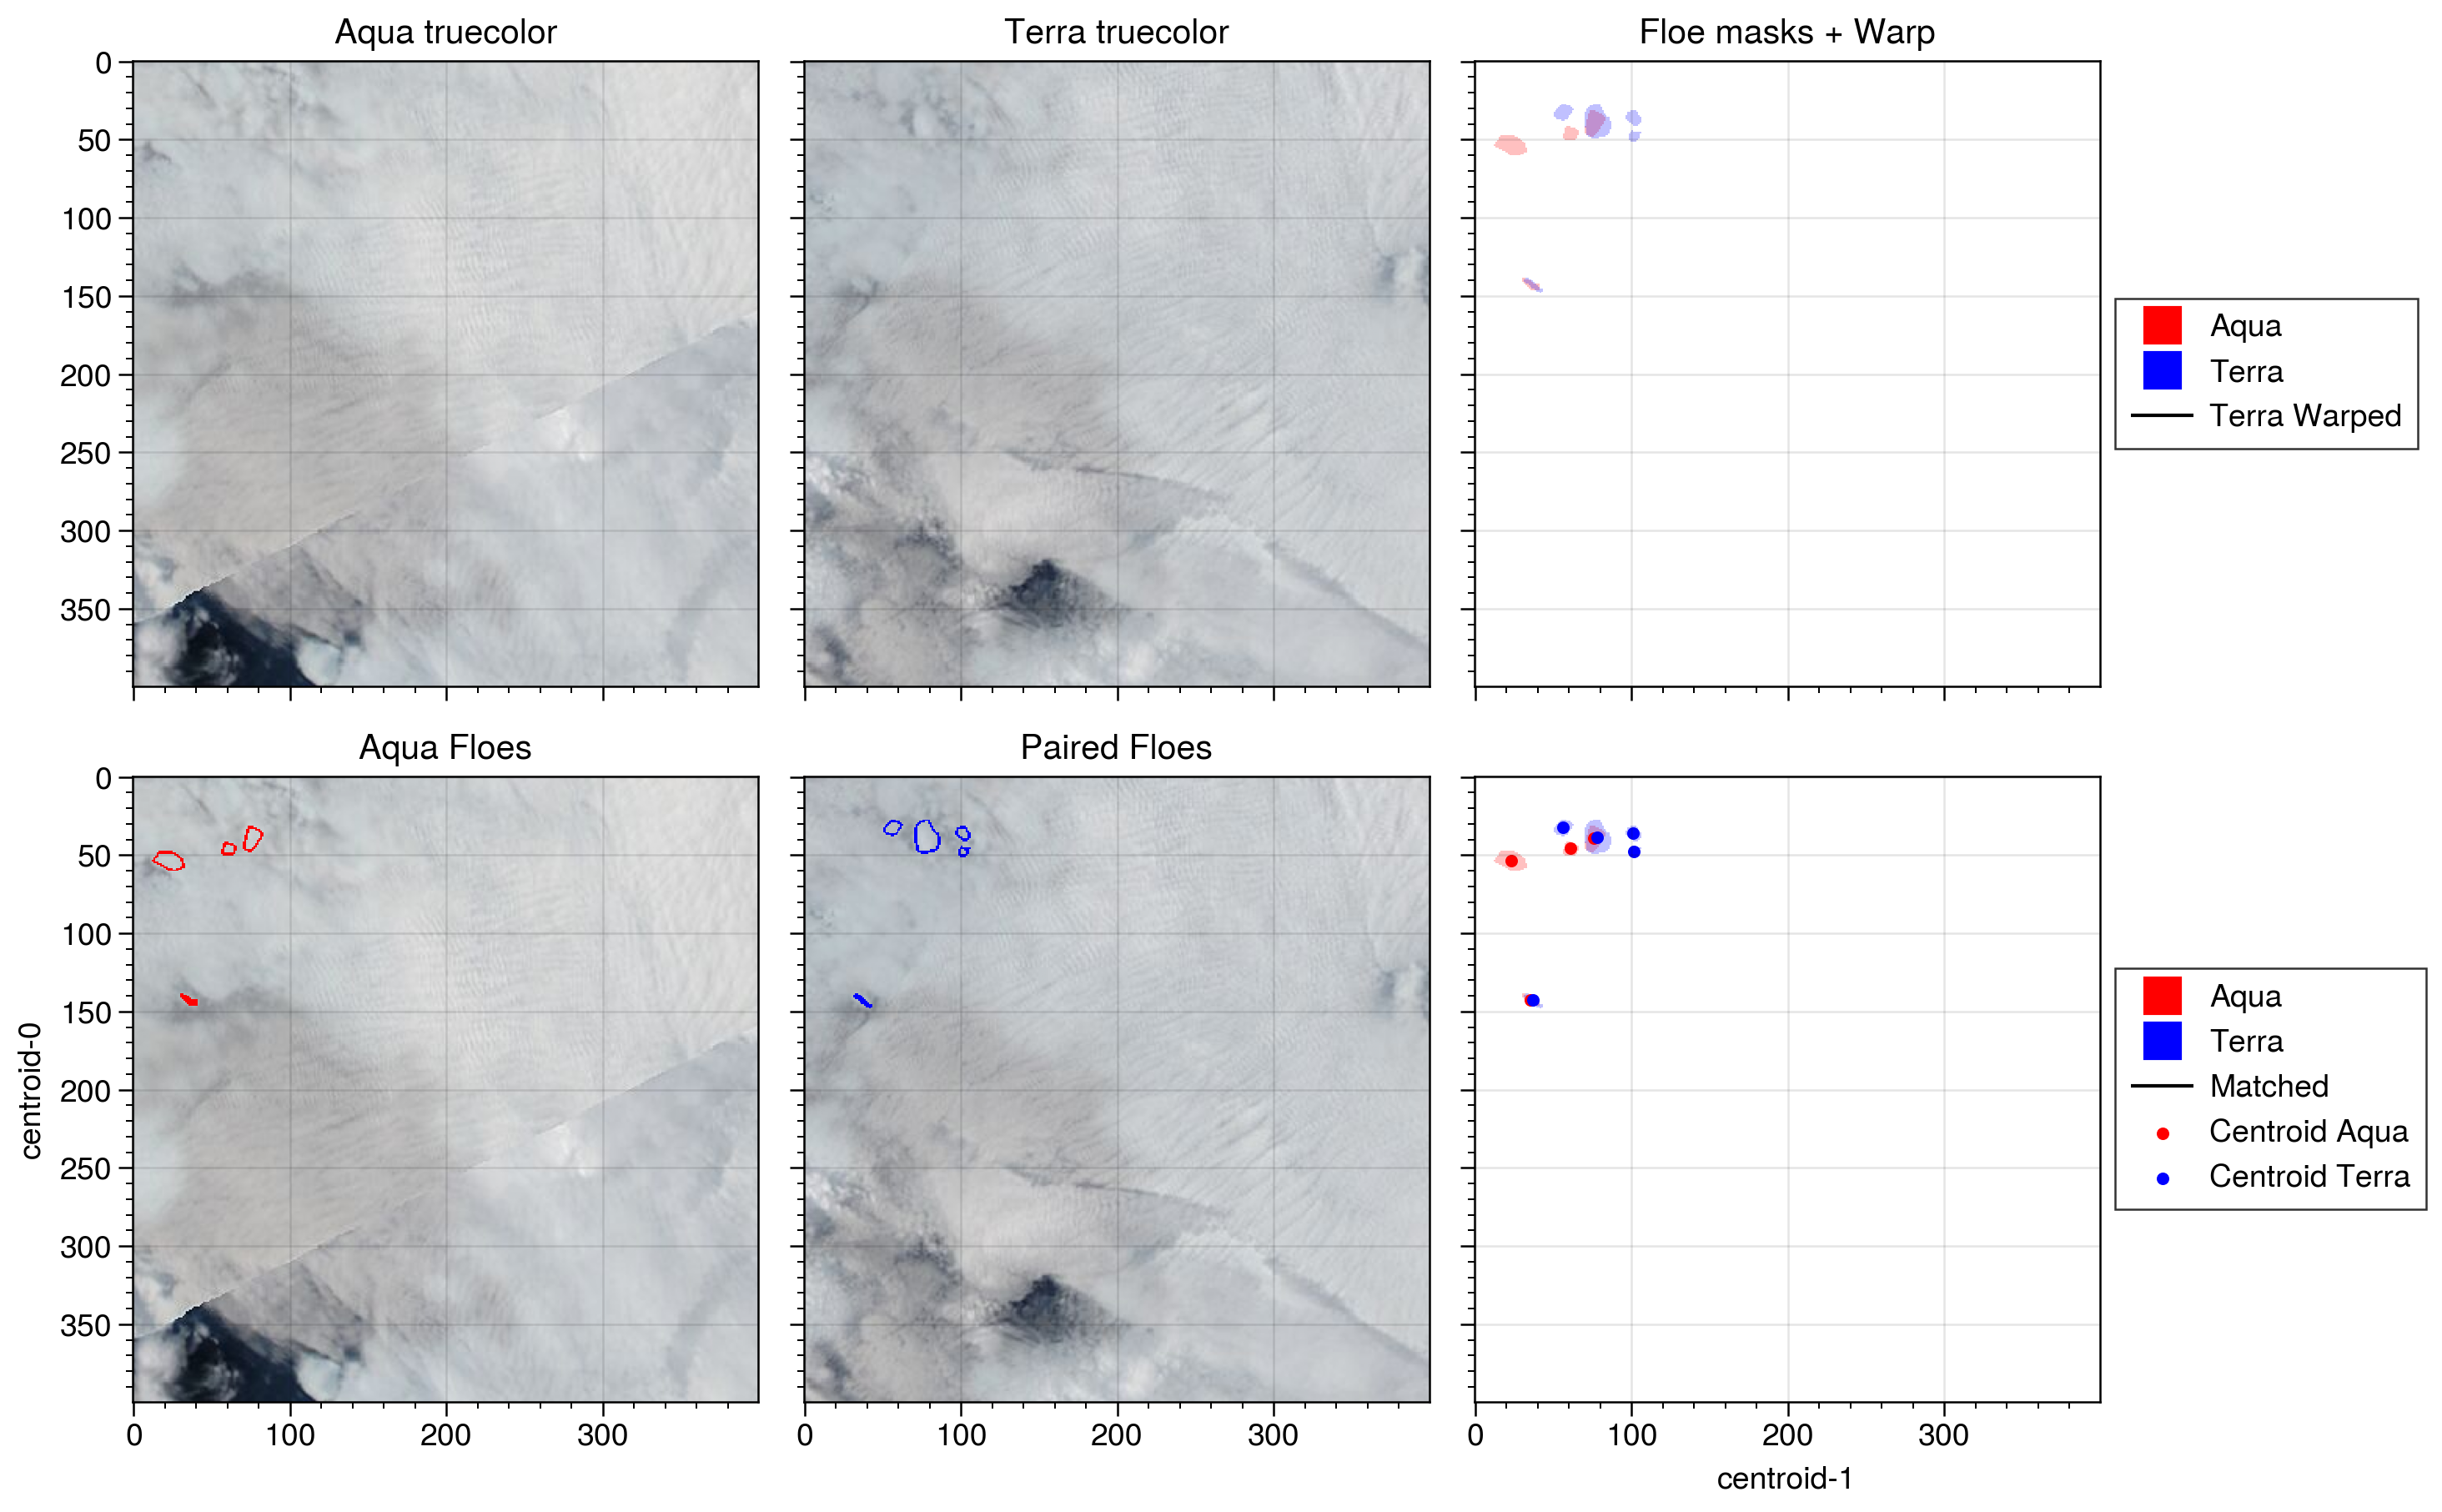 Aqua truecolor
Terra truecolor
Floe masks + Warp
0
50
100
150
200
250
300
350
Aqua
Terra
Terra Warped
Aqua Floes
Paired Floes
0
50
100
150
200
250
300
350
centroid-0
Aqua
Terra
Matched
Centroid Aqua
Centroid Terra
0 100 200 300
0 100 200 300
0 100 200 300
centroid-1